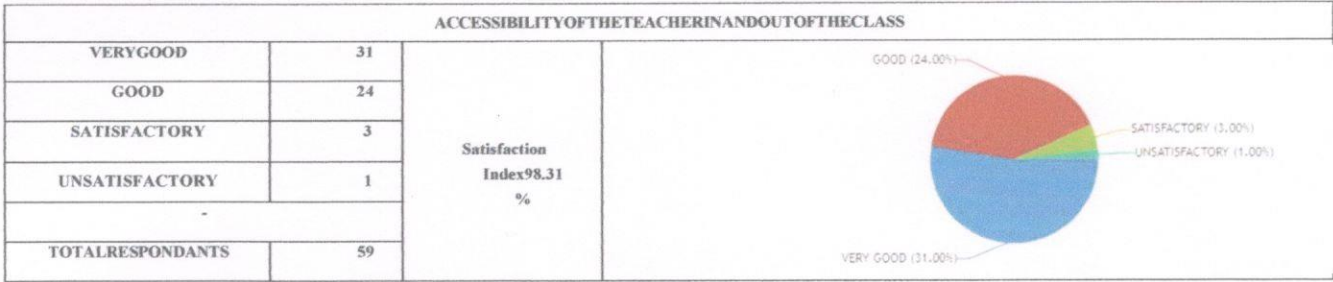 ACCESSIBILITYOFTHETEACHERINANDOUTOFTHECLASS
VERYGOOD 31
GOOD 24
SATISFACTORY 3
UNSATISFACTORY 1
-
TOTALRESPONDANTS 59
Satisfaction
Index98.31
%
GOOD (24.00%)
SATISFACTORY (3.00%)
UNSATISFACTORY (1.00%)
VERY GOOD (31.00%)